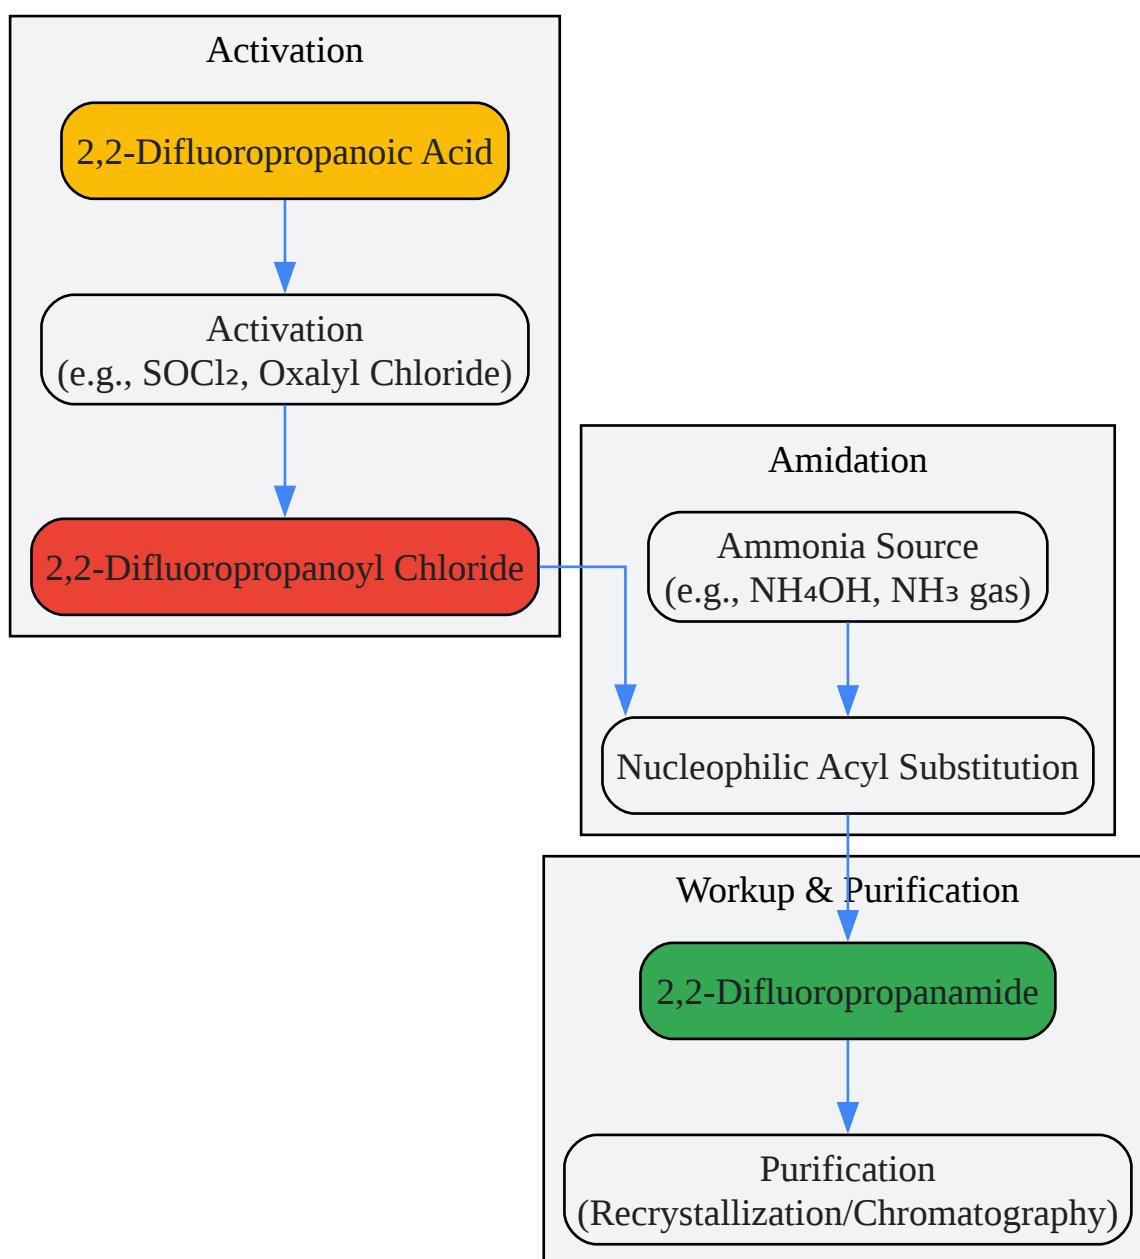 Activation
2,2-Difluoropropanoic Acid
Activation
(e.g., SOCl₂, Oxalyl Chloride)
2,2-Difluoropropanoyl Chloride
Amidation
Ammonia Source
(e.g., NH₄OH, NH₃ gas)
Nucleophilic Acyl Substitution
Workup & Purification
2,2-Difluoropropanamide
Purification
(Recrystallization/Chromatography)